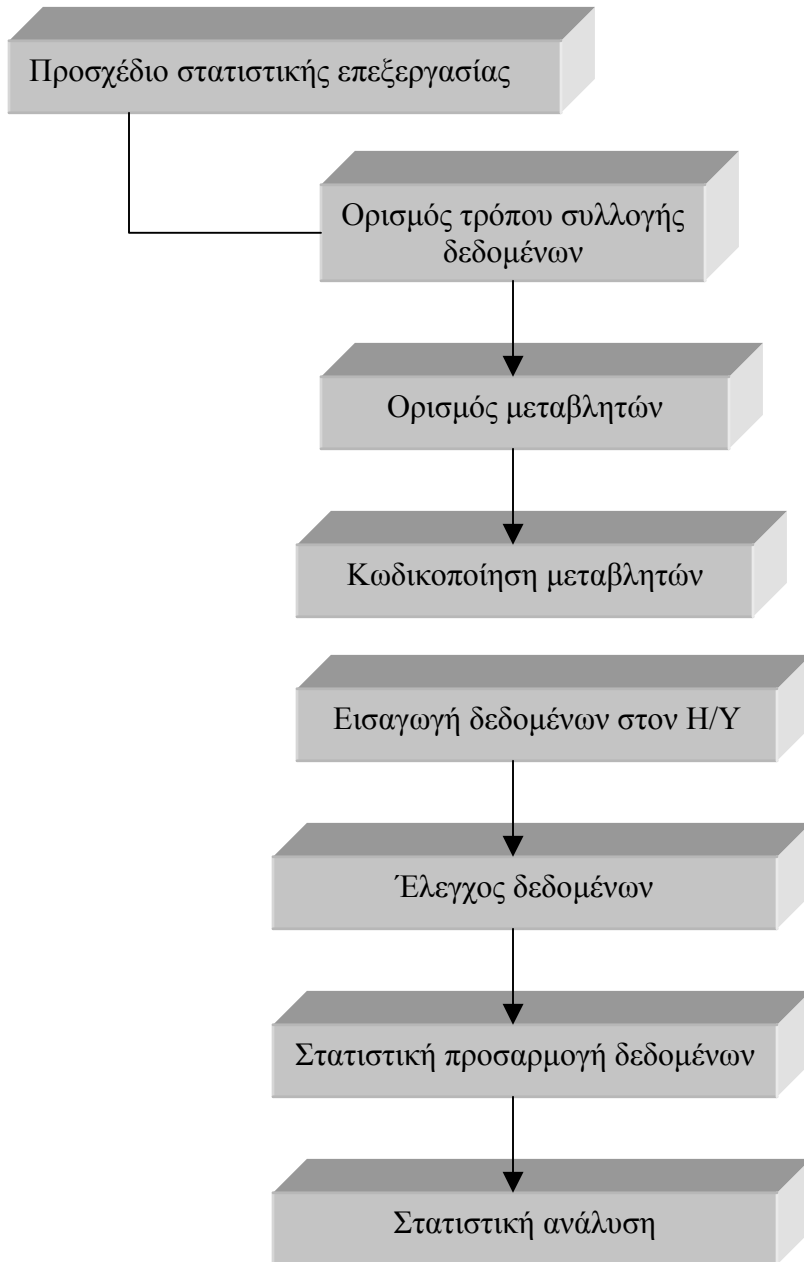 Προσχέδιο στατιστικής επεξεργασίας
Ορισμός τρόπου συλλογής
δεδομένων
Ορισμός μεταβλητών
Κωδικοποίηση μεταβλητών
Εισαγωγή δεδομένων στον Η/Υ
Έλεγχος δεδομένων
Στατιστική προσαρμογή δεδομένων
Στατιστική ανάλυση